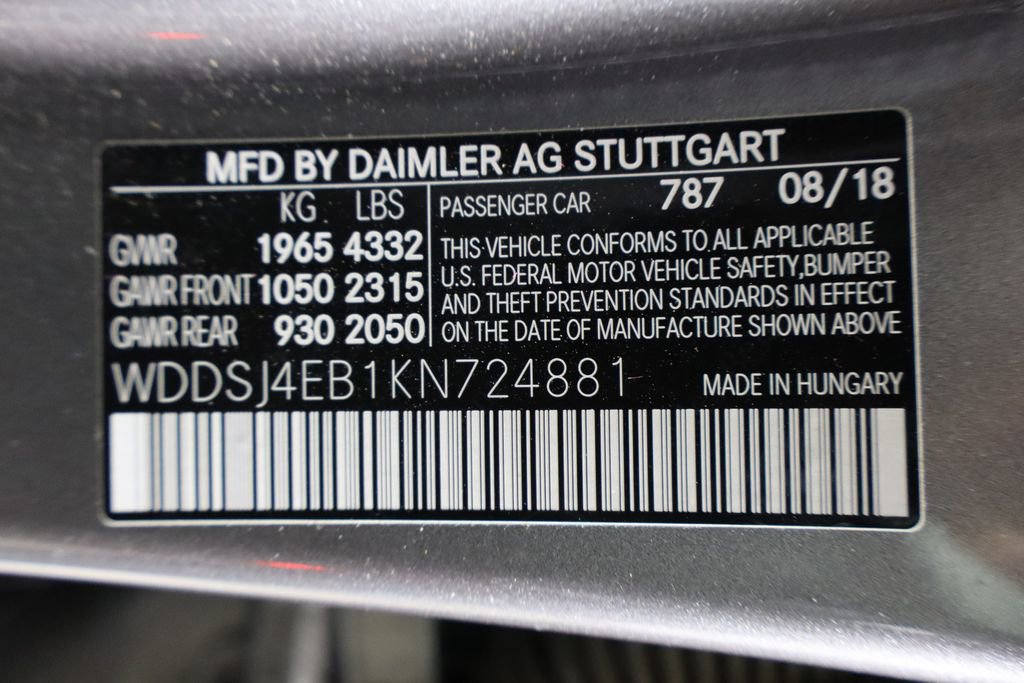 MFD BY DAIMLER AG STUTTGART
KG LBS
GVWR 1965 4332
GAWR FRONT 1050 2315
GAWR REAR 930 2050
PASSENGER CAR 787 08/18
THIS VEHICLE CONFORMS TO ALL APPLICABLE
U.S. FEDERAL MOTOR VEHICLE SAFETY,BUMPER
AND THEFT PREVENTION STANDARDS IN EFFECT
ON THE DATE OF MANUFACTURE SHOWN ABOVE
WDDSJ4EB1KN724881 MADE IN HUNGARY